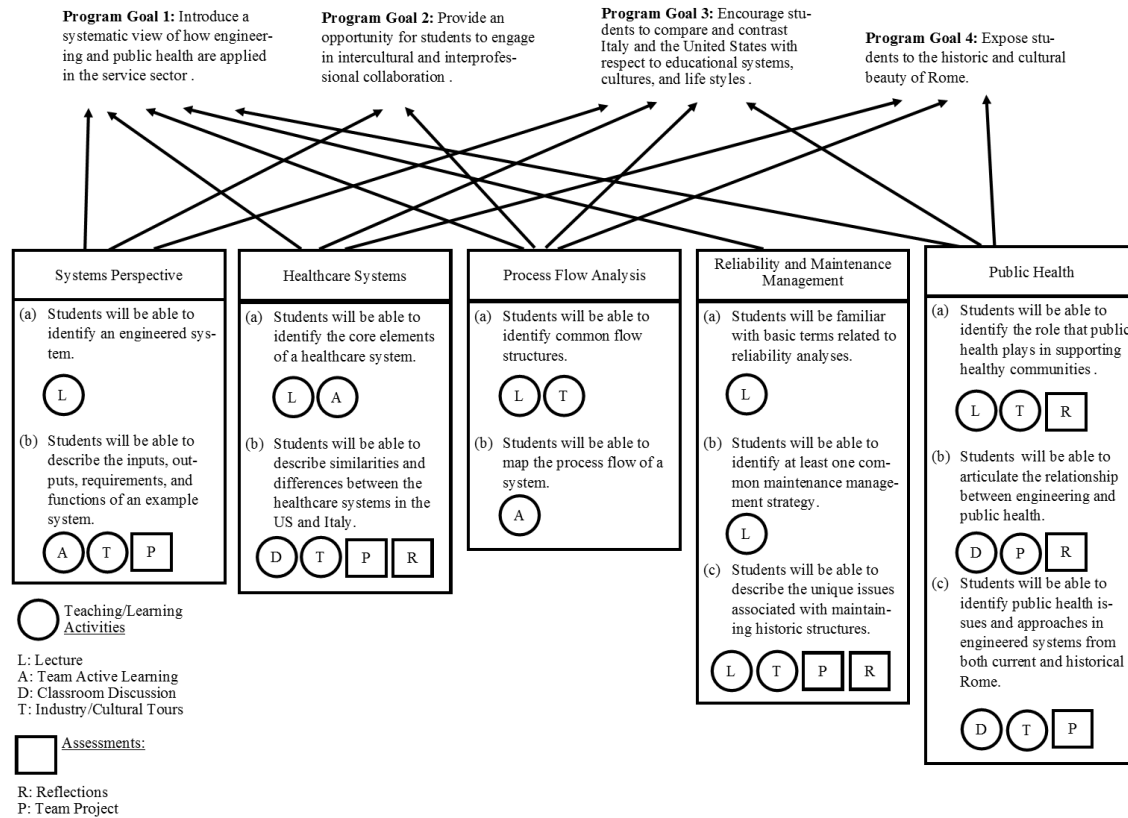 Program Goal 1: Introduce a
systematic view of how engineer-
ing and public health are applied
in the service sector .
Program Goal 2: Provide an
opportunity for students to engage
in intercultural and interprofes-
sional collaboration .
Program Goal 3: Encourage stu-
dents to compare and contrast
Italy and the United States with
respect to educational systems,
cultures, and life styles .
Program Goal 4: Expose stu-
dents to the historic and cultural
beauty of Rome.
Systems Perspective
(a) Students will be able to
identify an engineered sys-
tem.
L
(b) Students will be able to
describe the inputs, out-
puts, requirements, and
functions of an example
system.
A T P
Healthcare Systems
(a) Students will be able to
identify the core elements
of a healthcare system.
L A
(b) Students will be able to
describe similarities and
differences between the
healthcare systems in the
US and Italy.
D T P R
Process Flow Analysis
(a) Students will be able to
identify common flow
structures.
L T
(b) Students will be able to
map the process flow of a
system.
A
Reliability and Maintenance
Management
(a) Students will be familiar
with basic terms related to
reliability analyses.
L
(b) Students will be able to
identify at least one com-
mon maintenance manage-
ment strategy.
L
(c) Students will be able to
describe the unique issues
associated with maintain-
ing historic structures.
L T P R
Public Health
(a) Students will be able to
identify the role that public
health plays in supporting
healthy communities .
L T R
(b) Students will be able to
articulate the relationship
between engineering and
public health.
D P R
(c) Students will be able to
identify public health is-
sues and approaches in
engineered systems from
both current and historical
Rome.
D T P
Teaching/Learning
Activities
L: Lecture
A: Team Active Learning
D: Classroom Discussion
T: Industry/Cultural Tours
Assessments:
R: Reflections
P: Team Project